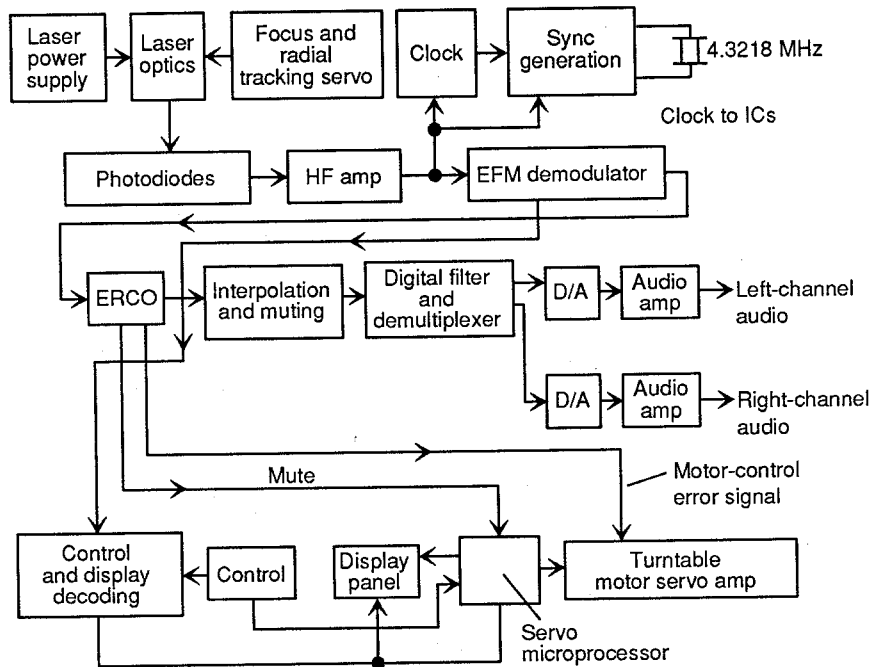 Laser
power
supply
Laser
optics
Focus and
radial
tracking servo
Clock
Sync
generation
4.3218 MHz
Clock to ICs
Photodiodes
HF amp
EFM demodulator
ERCO
Interpolation
and muting
Digital filter
and
demultiplexer
D/A
Audio
amp
Left-channel
audio
D/A
Audio
amp
Right-channel
audio
Mute
Motor-control
error signal
Control
and display
decoding
Control
Display
panel
Turntable
motor servo amp
Servo
microprocessor